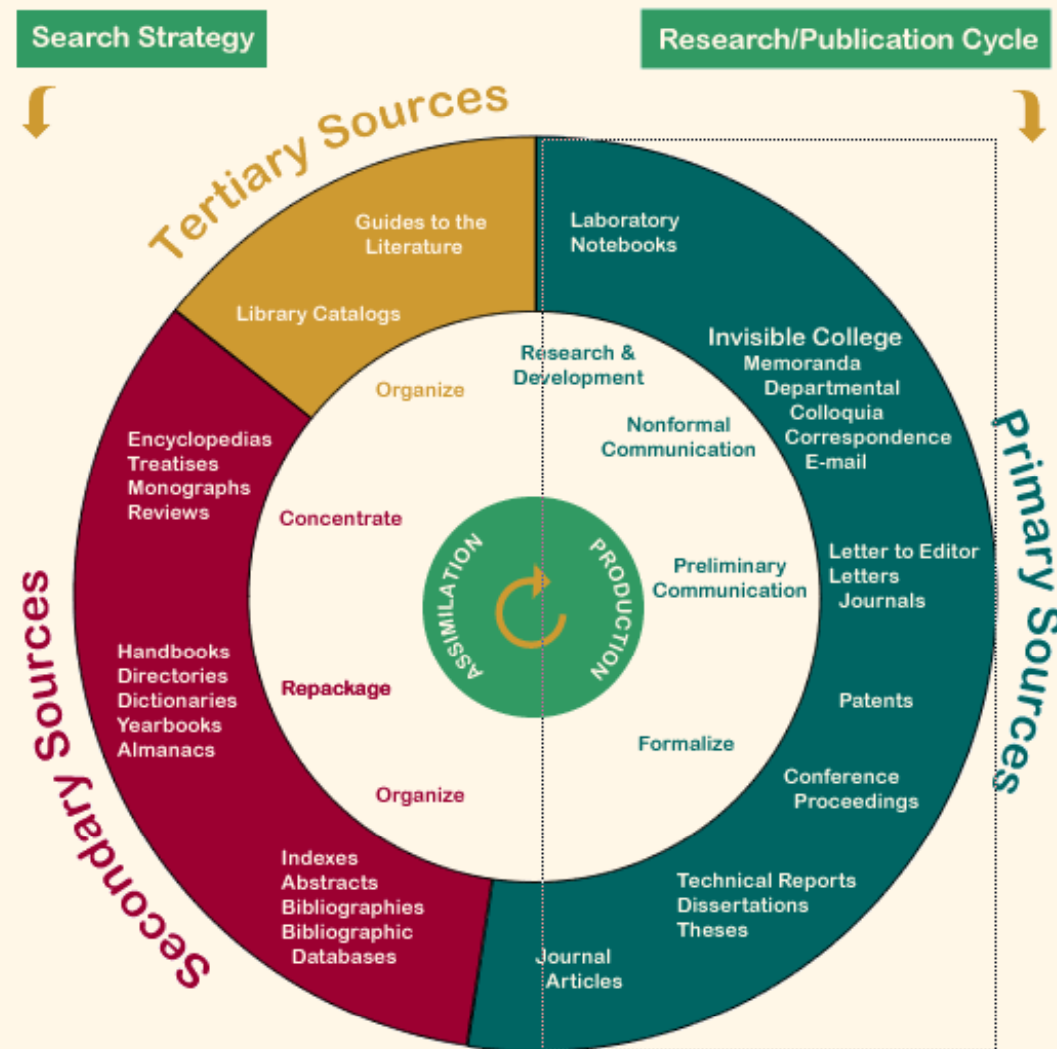 Search Strategy
Research/Publication Cycle
Tertiary Sources
Guides to the
Literature
Library Catalogs
Organize
Laboratory
Notebooks
Research &
Development
Invisible College
Memoranda
Departmental
Colloquia
Correspondence
E-mail
Nonformal
Communication
Primary Sources
Encyclopedias
Treatises
Monographs
Reviews
Concentrate
ASSIMILATION
PRODUCTION
Preliminary
Communication
Letter to Editor
Letters
Journals
Secondary Sources
Handbooks
Directories
Dictionaries
Yearbooks
Almanacs
Repackage
Patents
Formalize
Organize
Conference
Proceedings
Indexes
Abstracts
Bibliographies
Bibliographic
Databases
Technical Reports
Dissertations
Theses
Journal
Articles